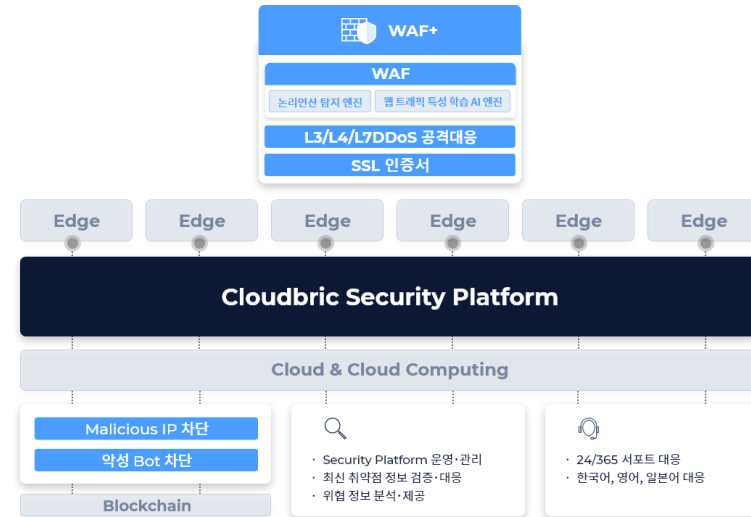 WAF+
WAF
논리연산 탐지 엔진
웹 트래픽 특성 학습 AI 엔진
L3/L4/L7DDoS 공격대응
SSL 인증서
Edge
Edge
Edge
Edge
Edge
Edge
Cloudbric Security Platform
Cloud & Cloud Computing
Malicious IP 차단
악성 Bot 차단
Blockchain
· Security Platform 운영·관리
· 최신 취약점 정보 검증·대응
· 위협 정보 분석·제공
· 24/365 서포트 대응
· 한국어, 영어, 일본어 대응